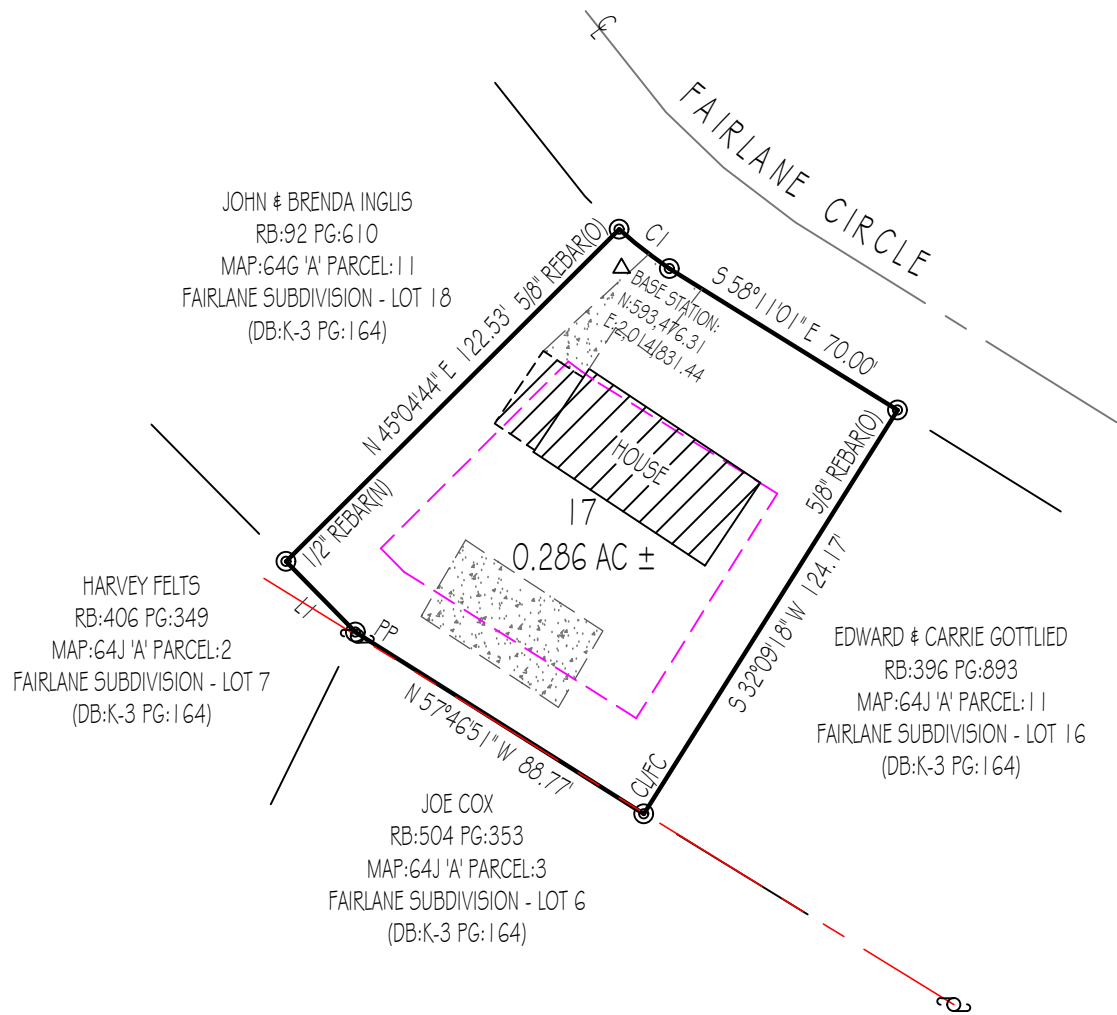 ℄
FAIRLANE CIRCLE
JOHN & BRENDA INGLIS
RB:92 PG:610
MAP:64G 'A' PARCEL:11
FAIRLANE SUBDIVISION - LOT 18
(DB:K-3 PG:164)
C1
S 58°11'01" E 70.00'
5/8" REBAR(O)
N 45°04'44" E 122.53'
BASE STATION:
N:593,476.31
E:2,014,831.44
HOUSE
17
0.286 AC ±
5/8" REBAR(O)
1/2" REBAR(N)
S 32°09'18" W 124.17'
HARVEY FELTS
RB:406 PG:349
MAP:64J 'A' PARCEL:2
FAIRLANE SUBDIVISION - LOT 7
(DB:K-3 PG:164)
L1
PP
N 57°46'51" W 88.77'
CL/FC
EDWARD & CARRIE GOTTLIED
RB:396 PG:893
MAP:64J 'A' PARCEL:11
FAIRLANE SUBDIVISION - LOT 16
(DB:K-3 PG:164)
JOE COX
RB:504 PG:353
MAP:64J 'A' PARCEL:3
FAIRLANE SUBDIVISION - LOT 6
(DB:K-3 PG:164)